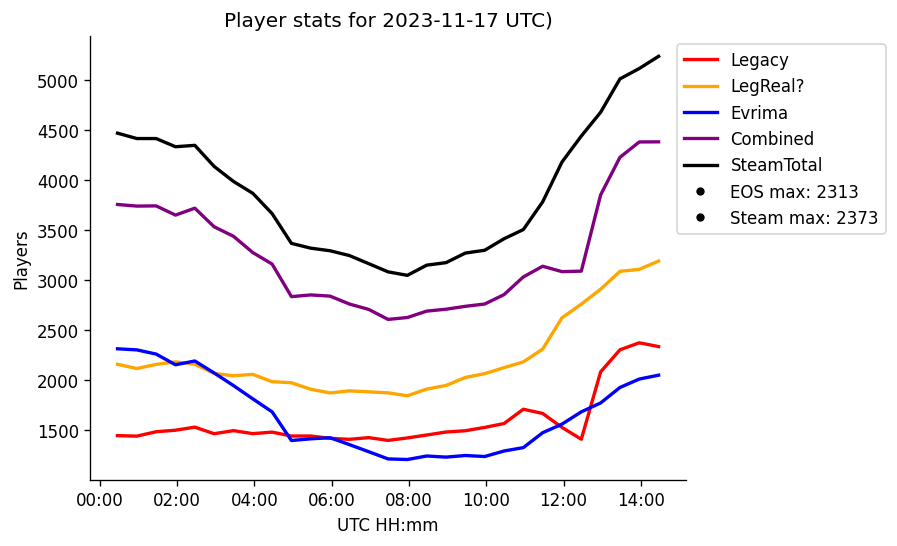 Player stats for 2023-11-17 UTC)
Players
5000
4500
4000
3500
3000
2500
2000
1500
00:00 02:00 04:00 06:00 08:00 10:00 12:00 14:00
UTC HH:mm
Legacy
LegReal?
Evrima
Combined
SteamTotal
EOS max: 2313
Steam max: 2373